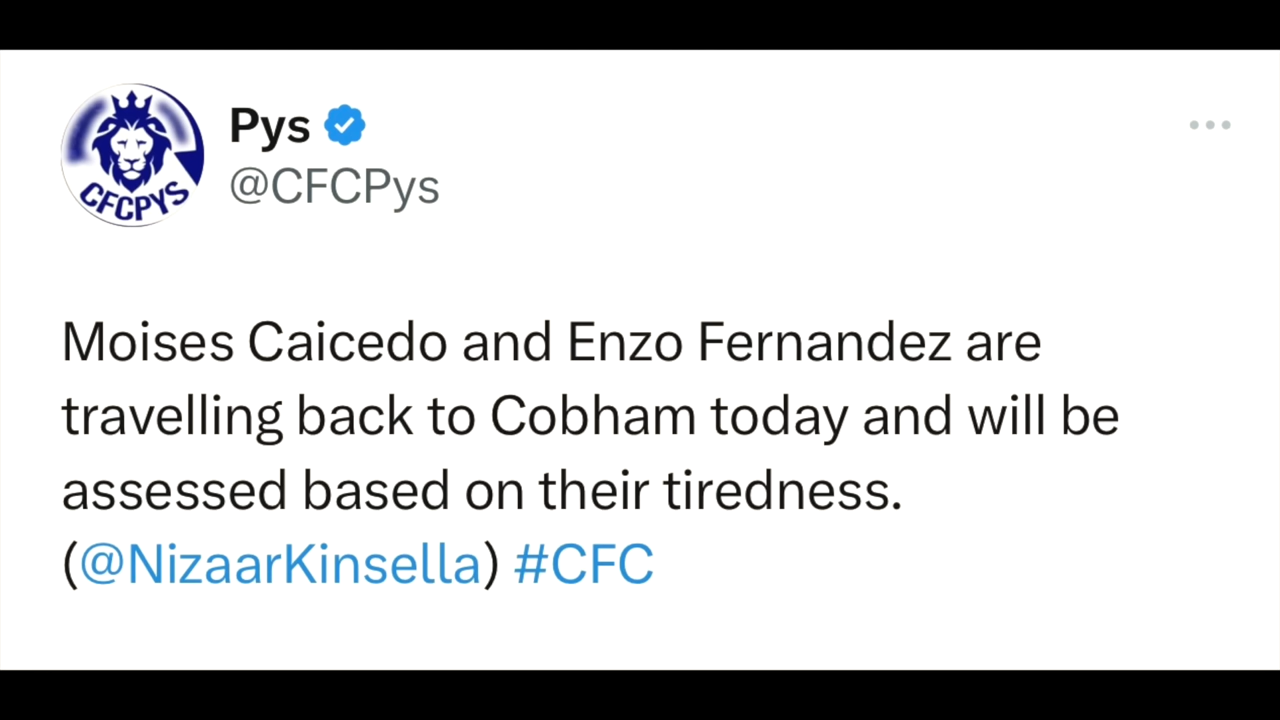 CFCPYS
Pys
@CFCPys
Moises Caicedo and Enzo Fernandez are
travelling back to Cobham today and will be
assessed based on their tiredness.
(@NizaarKinsella) #CFC